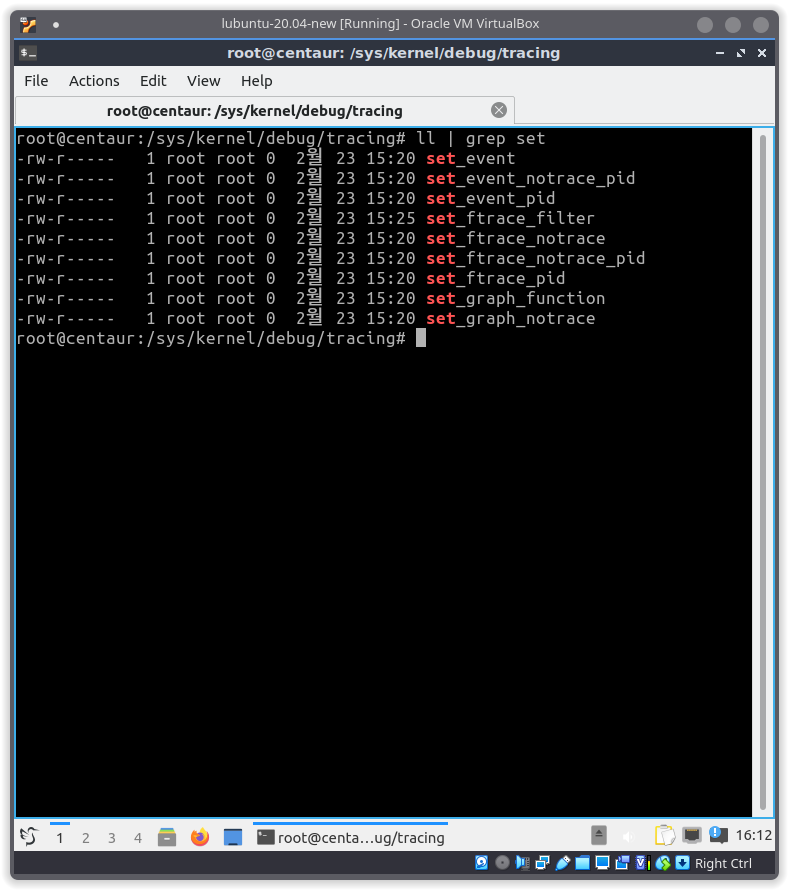 lubuntu-20.04-new [Running] - Oracle VM VirtualBox
root@centaur: /sys/kernel/debug/tracing
File Actions Edit View Help
root@centaur: /sys/kernel/debug/tracing
root@centaur:/sys/kernel/debug/tracing# ll | grep set
-rw-r----- 1 root root 0 2월 23 15:20 set_event
-rw-r----- 1 root root 0 2월 23 15:20 set_event_notrace_pid
-rw-r----- 1 root root 0 2월 23 15:20 set_event_pid
-rw-r----- 1 root root 0 2월 23 15:25 set_ftrace_filter
-rw-r----- 1 root root 0 2월 23 15:20 set_ftrace_notrace
-rw-r----- 1 root root 0 2월 23 15:20 set_ftrace_notrace_pid
-rw-r----- 1 root root 0 2월 23 15:20 set_ftrace_pid
-rw-r----- 1 root root 0 2월 23 15:20 set_graph_function
-rw-r----- 1 root root 0 2월 23 15:20 set_graph_notrace
root@centaur:/sys/kernel/debug/tracing#
1 2 3 4 root@centa...ug/tracing 16:12
Right Ctrl